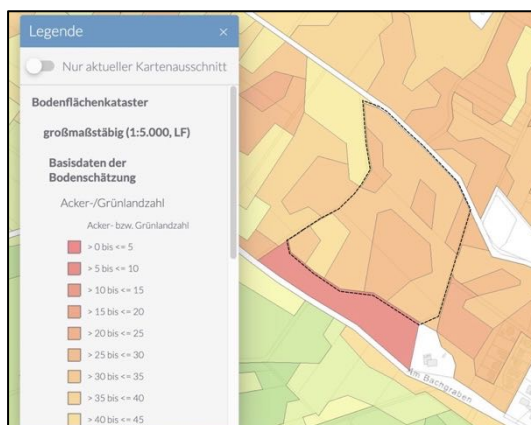 Legende ×
Nur aktueller Kartenausschnitt
Bodenflächenkataster
großmaßstäbig (1:5.000, LF)
Basisdaten der
Bodenschätzung
Acker-/Grünlandzahl
Acker- bzw. Grünlandzahl
> 0 bis <= 5
> 5 bis <= 10
> 10 bis <= 15
> 15 bis <= 20
> 20 bis <= 25
> 25 bis <= 30
> 30 bis <= 35
> 35 bis <= 40
> 40 bis <= 45
Am Bachgraben